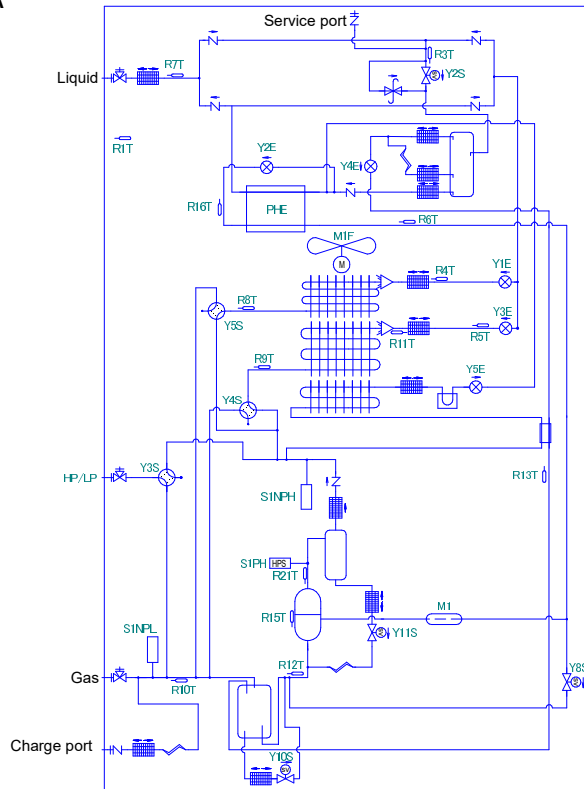 A
Service port
R7T
R3T
Y2S
Liquid
R1T
Y2E
Y4E
R16T
PHE
R6T
M1F
M
R4T
Y1E
R8T
Y3E
Y5S
R11T
R5T
R9T
Y5E
Y4S
Y3S
HP/LP
R13T
S1NPH
S1PH
HPS
R21T
R15T
M1
S1NPL
Y11S
R12T
Y8S
Gas
R10T
Charge port
Y10S
SV